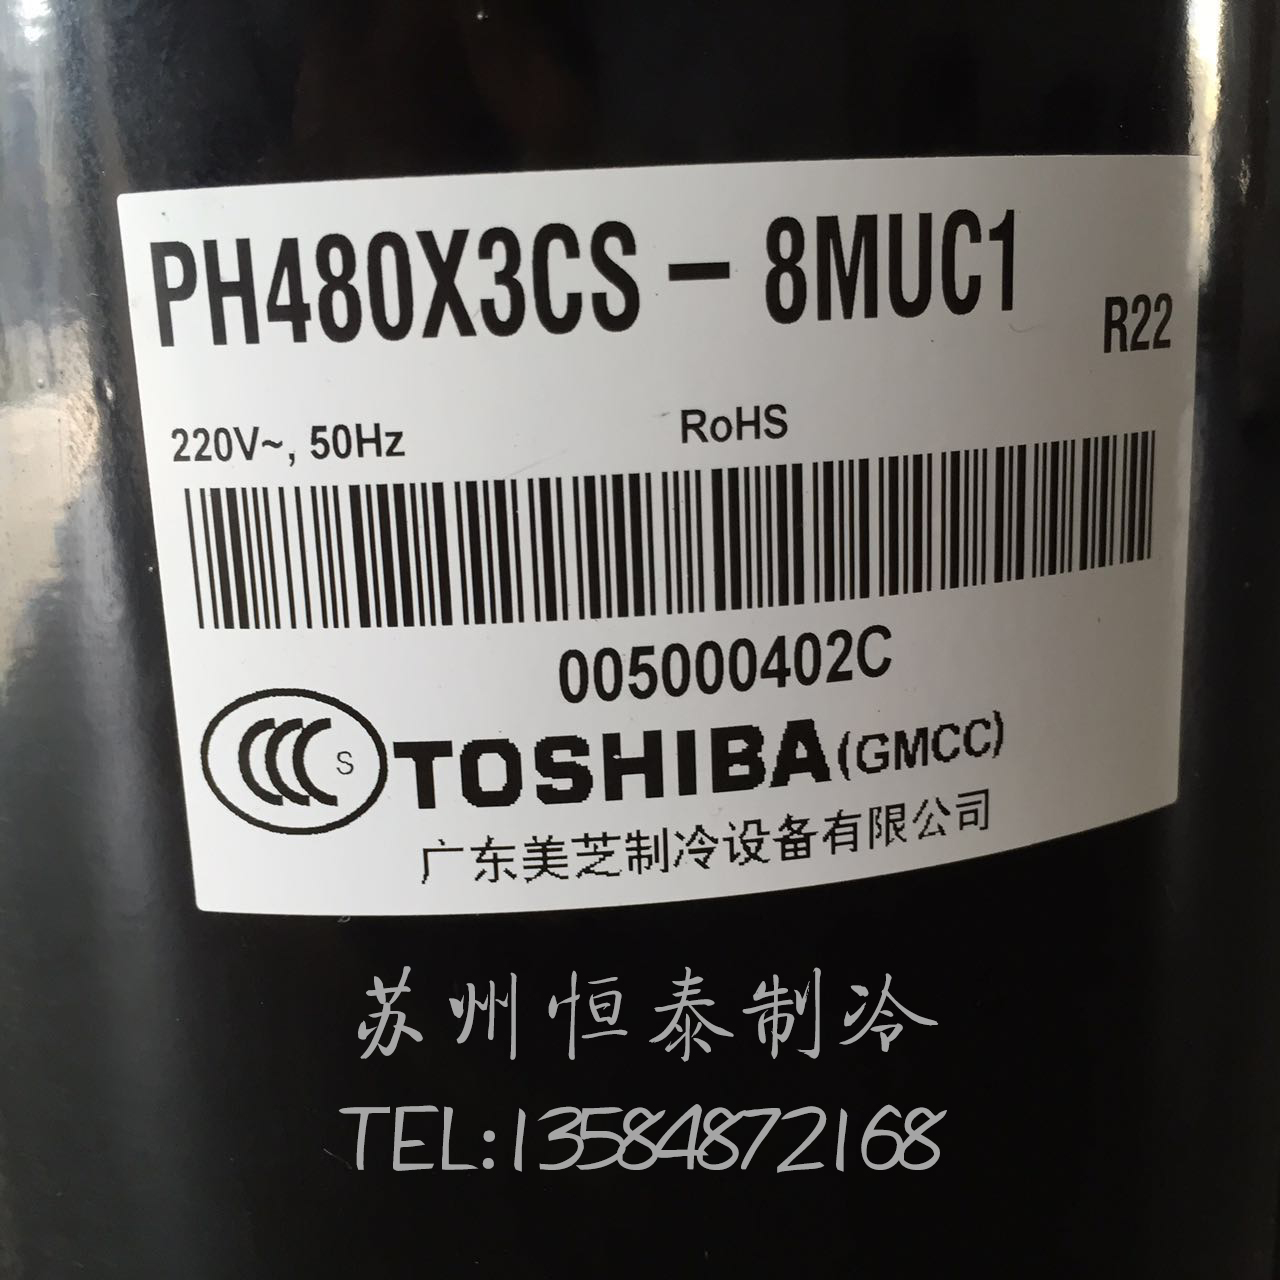 PH480X3CS - 8MUC1
R22
220V~, 50Hz
RoHS
005000402C
CCC S
TOSHIBA (GMCC)
广东美芝制冷设备有限公司
苏州恒泰制冷
TEL:13584872168